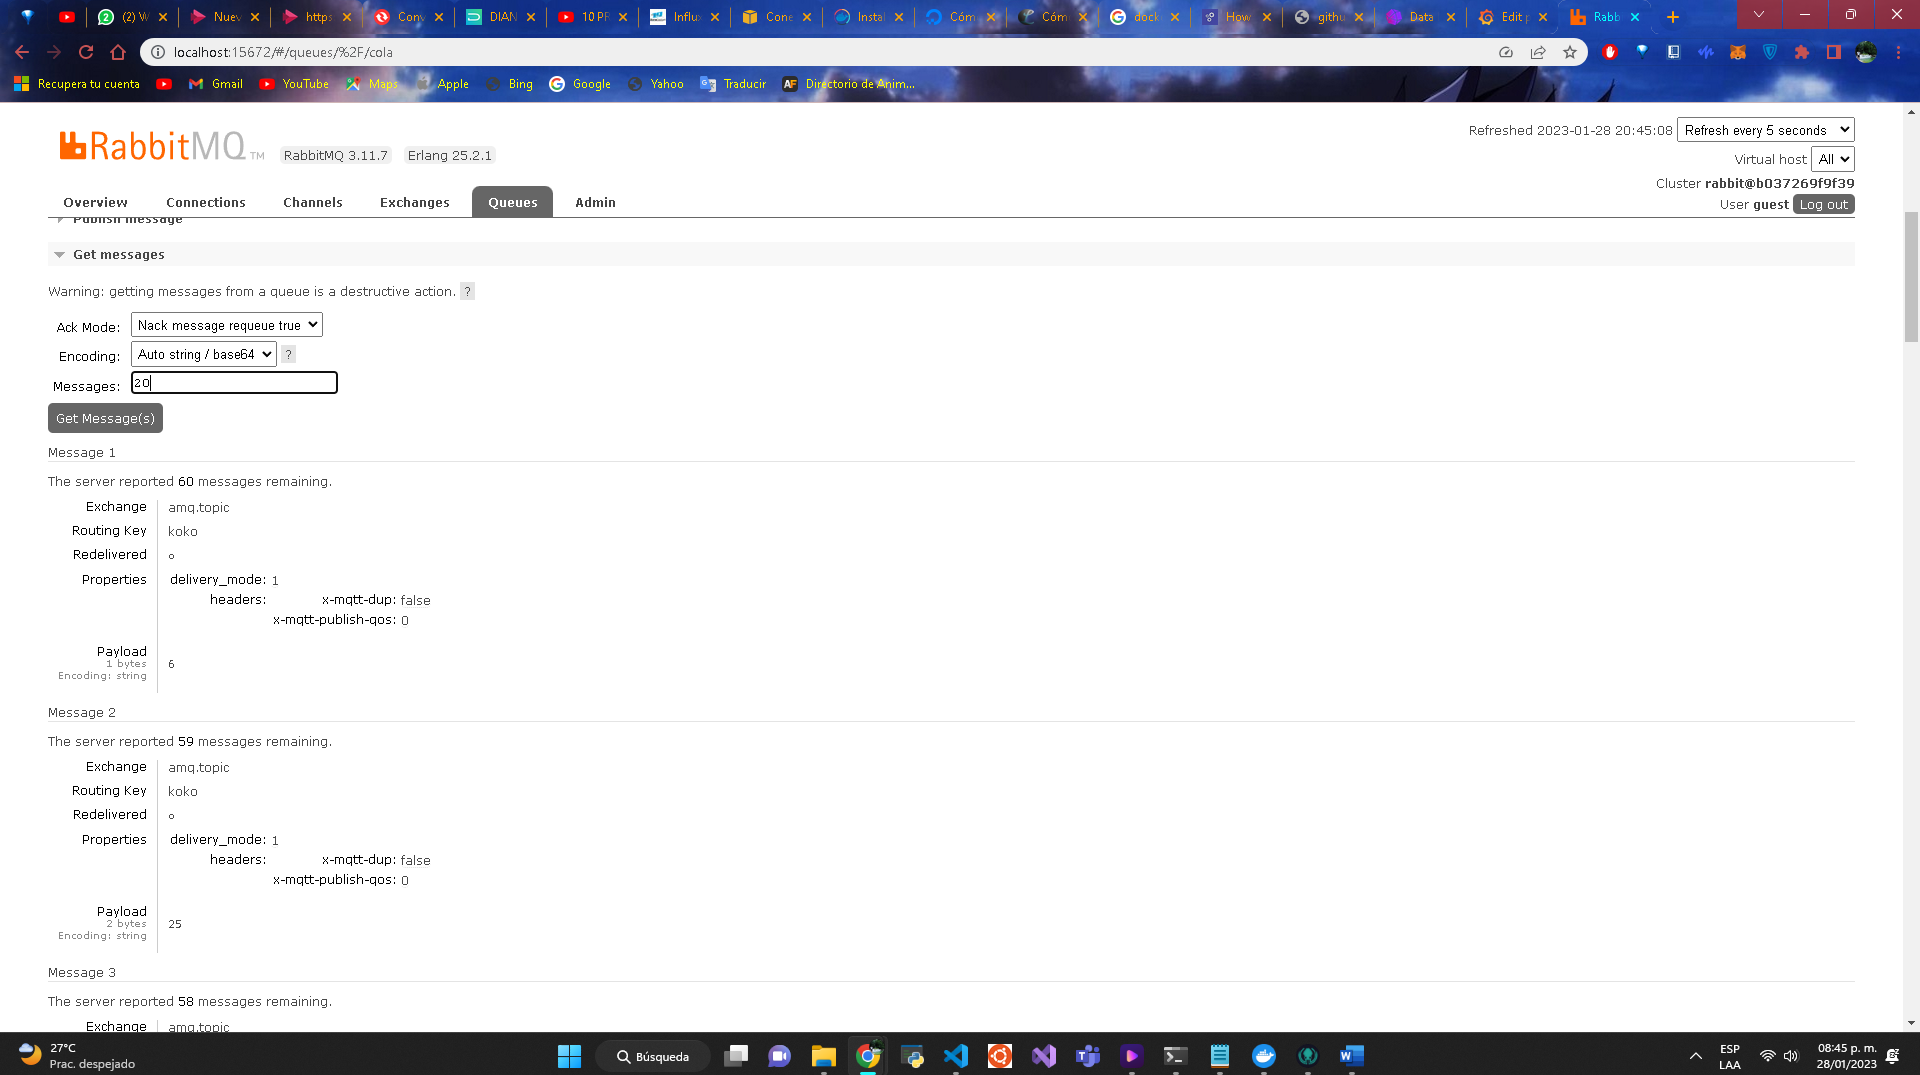 (2) W
Nuev
https
Conv
DIAN
10 PR
Influx
Cone
Instal
Cóm
Cóm
dock
How
githu
Data
Edit p
Rabb
localhost:15672/#/queues/%2F/cola
Recupera tu cuenta
Gmail
YouTube
Maps
Apple
Bing
Google
Yahoo
Traducir
AF
Directorio de Anim...
RabbitMQ TM
RabbitMQ 3.11.7
Erlang 25.2.1
Refreshed 2023-01-28 20:45:08
Refresh every 5 seconds
Virtual host All
Cluster rabbit@b037269f9f39
User guest Log out
Overview
Connections
Channels
Exchanges
Queues
Admin
Publish message
Get messages
Warning: getting messages from a queue is a destructive action. ?
Ack Mode: Nack message requeue true
Encoding: Auto string / base64 ?
Messages: 20
Get Message(s)
Message 1
The server reported 60 messages remaining.
Exchange amq.topic
Routing Key koko
Redelivered ○
Properties delivery_mode: 1
headers: x-mqtt-dup: false
x-mqtt-publish-qos: 0
Payload
1 bytes
Encoding: string
6
Message 2
The server reported 59 messages remaining.
Exchange amq.topic
Routing Key koko
Redelivered ○
Properties delivery_mode: 1
headers: x-mqtt-dup: false
x-mqtt-publish-qos: 0
Payload
2 bytes
Encoding: string
25
Message 3
The server reported 58 messages remaining.
Exchange amq.topic
27°C
Prac. despejado
Búsqueda
ESP
LAA
08:45 p. m.
28/01/2023